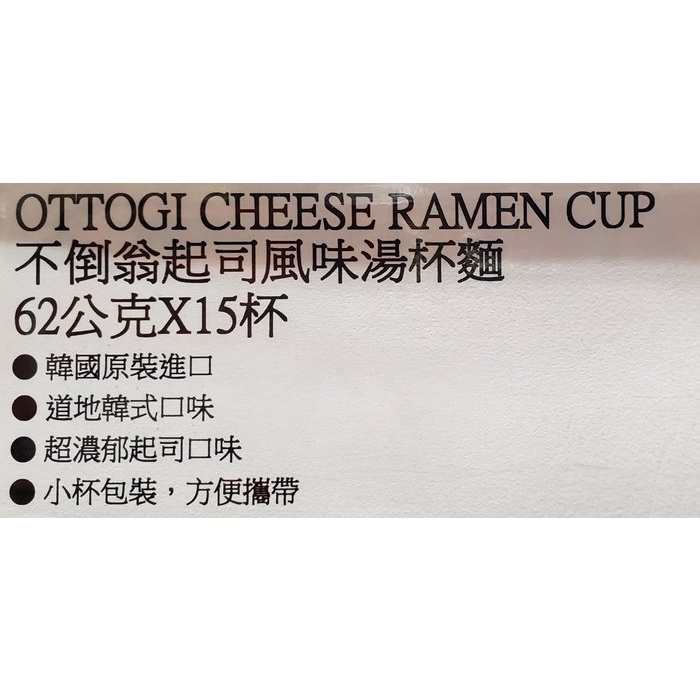 OTTOGI CHEESE RAMEN CUP
不倒翁起司風味湯杯麵
62公克X15杯
●韓國原裝進口
●道地韓式口味
●超濃郁起司口味
●小杯包裝，方便攜帶